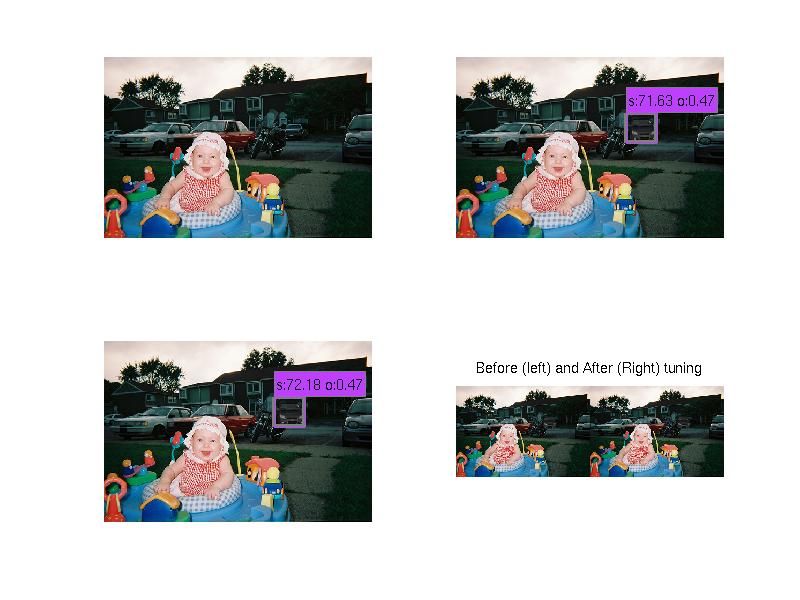 s:71.63 o:0.47
s:72.18 o:0.47
Before (left) and After (Right) tuning